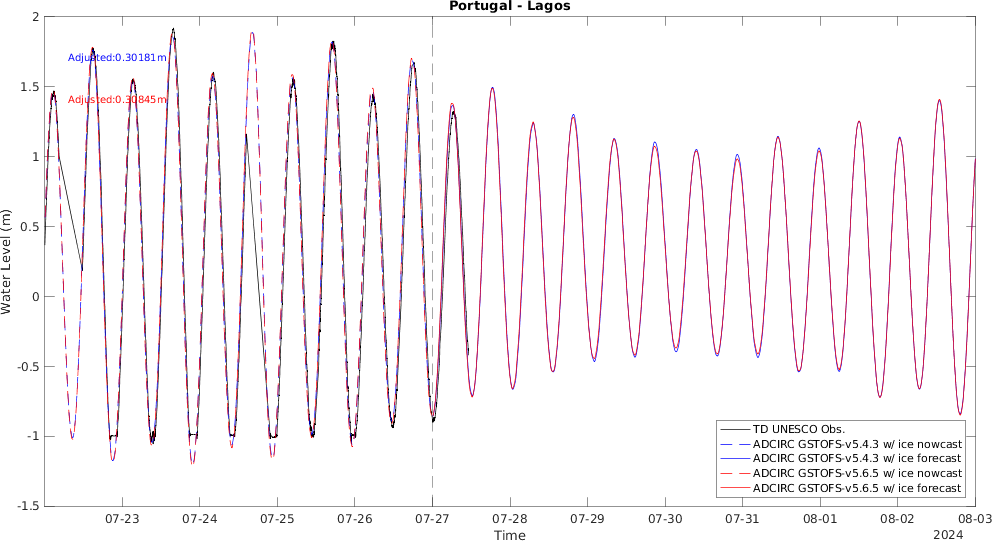 Portugal - Lagos
Adjusted:0.30181m
Adjusted:0.30845m
Water Level (m)
2
1.5
1
0.5
0
-0.5
-1
-1.5
07-23 07-24 07-25 07-26 07-27 07-28 07-29 07-30 07-31 08-01 08-02 08-03
Time
2024
TD UNESCO Obs.
ADCIRC GSTOFS-v5.4.3 w/ ice nowcast
ADCIRC GSTOFS-v5.4.3 w/ ice forecast
ADCIRC GSTOFS-v5.6.5 w/ ice nowcast
ADCIRC GSTOFS-v5.6.5 w/ ice forecast